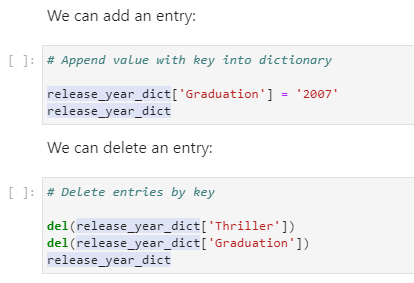 We can add an entry:
[ ]: # Append value with key into dictionary
release_year_dict['Graduation'] = '2007'
release_year_dict
We can delete an entry:
[ ]: # Delete entries by key
del(release_year_dict['Thriller'])
del(release_year_dict['Graduation'])
release_year_dict